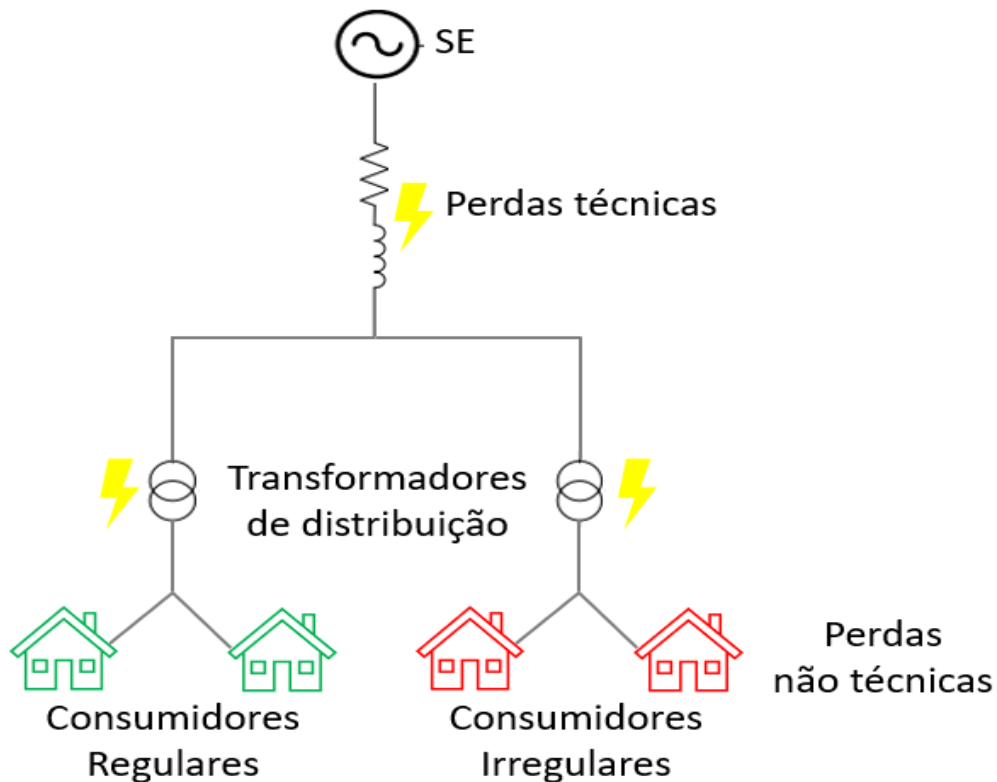 SE
Perdas técnicas
Transformadores
de distribuição
Perdas
não técnicas
Consumidores
Regulares
Consumidores
Irregulares